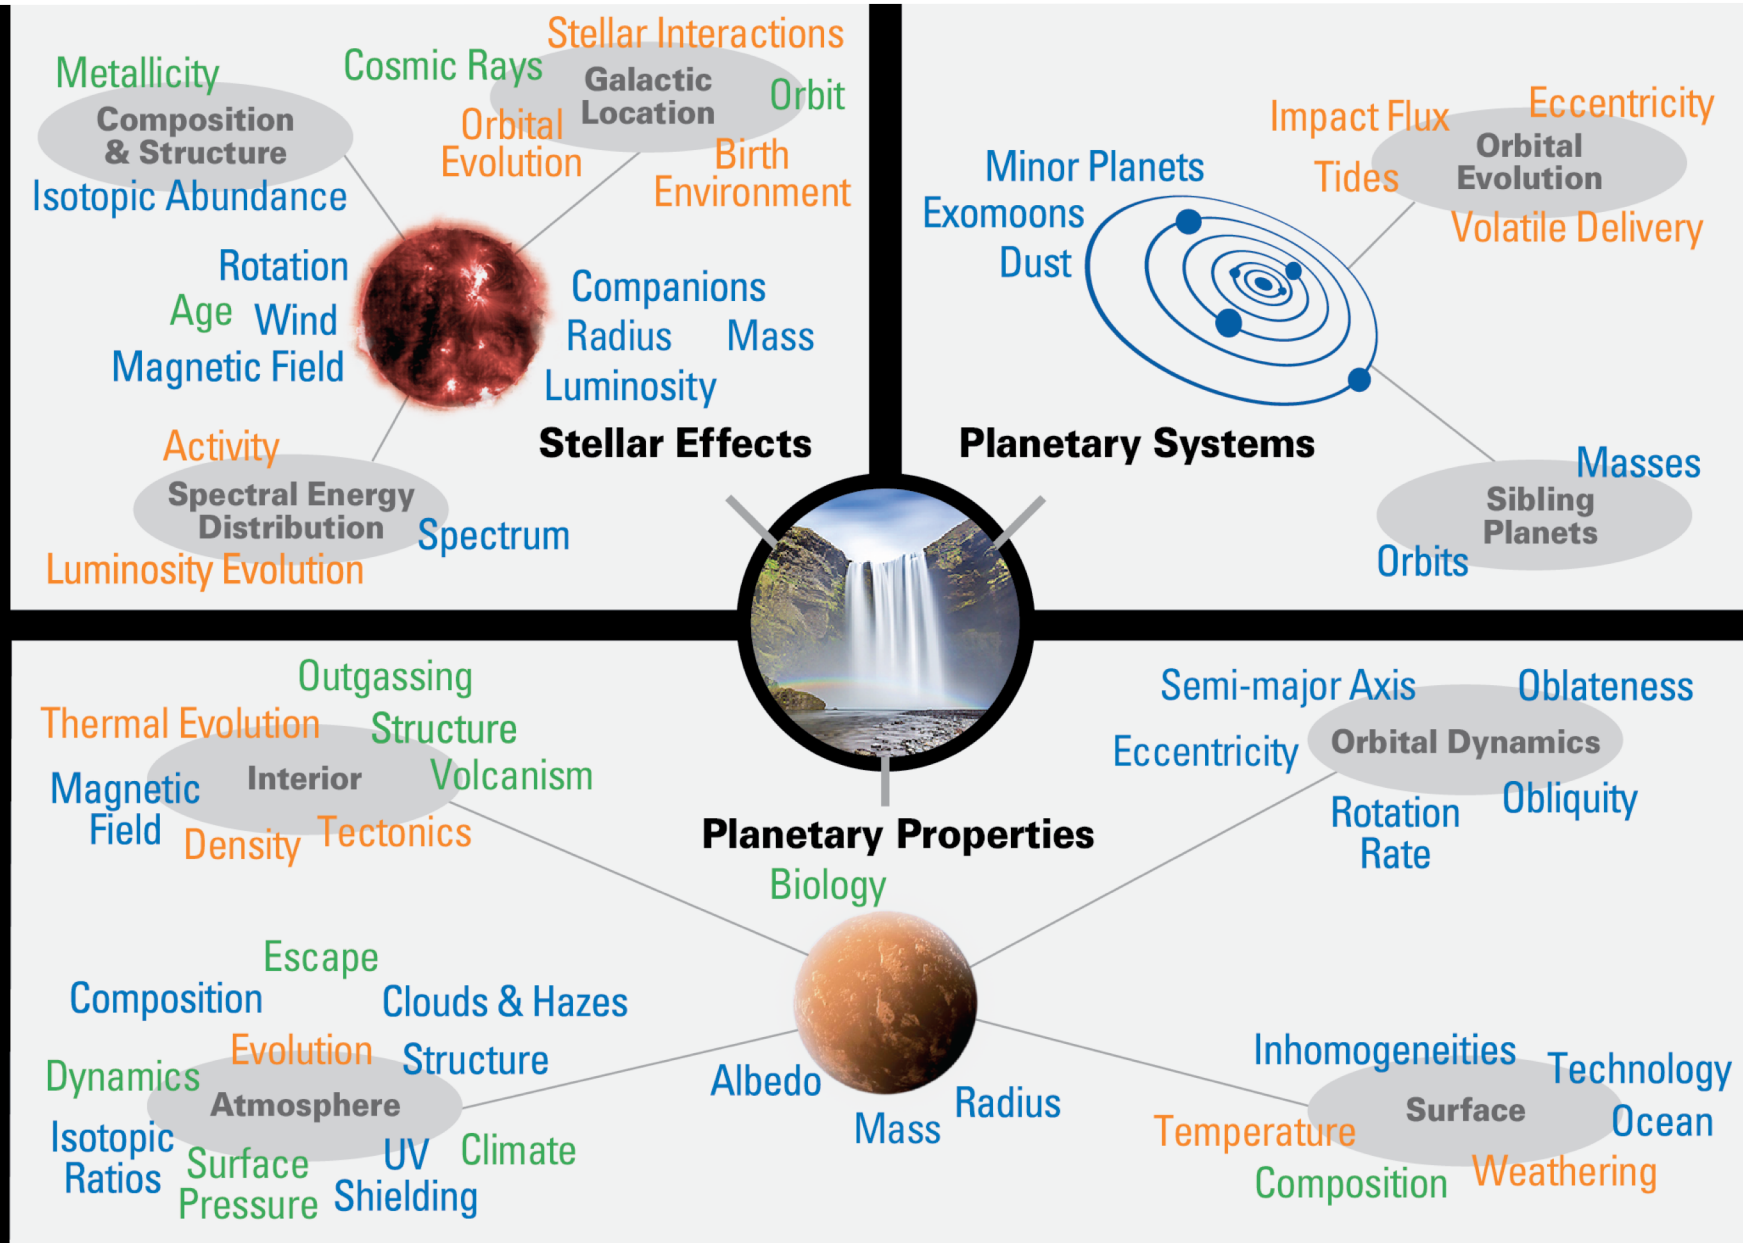 Stellar Interactions
Metallicity
Cosmic Rays
Galactic
Location
Orbit
Composition
& Structure
Orbital
Evolution
Birth
Environment
Isotopic Abundance
Rotation
Age
Wind
Magnetic Field
Companions
Radius
Mass
Luminosity
Activity
Stellar Effects
Spectral Energy
Distribution
Spectrum
Luminosity Evolution
Eccentricity
Impact Flux
Orbital
Evolution
Tides
Volatile Delivery
Minor Planets
Exomoons
Dust
Planetary Systems
Masses
Sibling
Planets
Orbits
Outgassing
Thermal Evolution
Structure
Interior
Volcanism
Magnetic
Field
Density
Tectonics
Planetary Properties
Biology
Semi-major Axis
Oblateness
Eccentricity
Orbital Dynamics
Rotation
Rate
Obliquity
Escape
Composition
Clouds & Hazes
Evolution
Structure
Dynamics
Atmosphere
Isotopic
Ratios
Surface
Pressure
UV
Shielding
Climate
Albedo
Mass
Radius
Inhomogeneities
Technology
Surface
Ocean
Temperature
Weathering
Composition